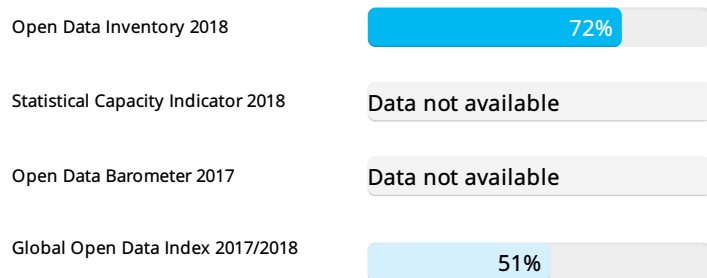 Open Data Inventory 2018
72%
Statistical Capacity Indicator 2018
Data not available
Open Data Barometer 2017
Data not available
Global Open Data Index 2017/2018
51%